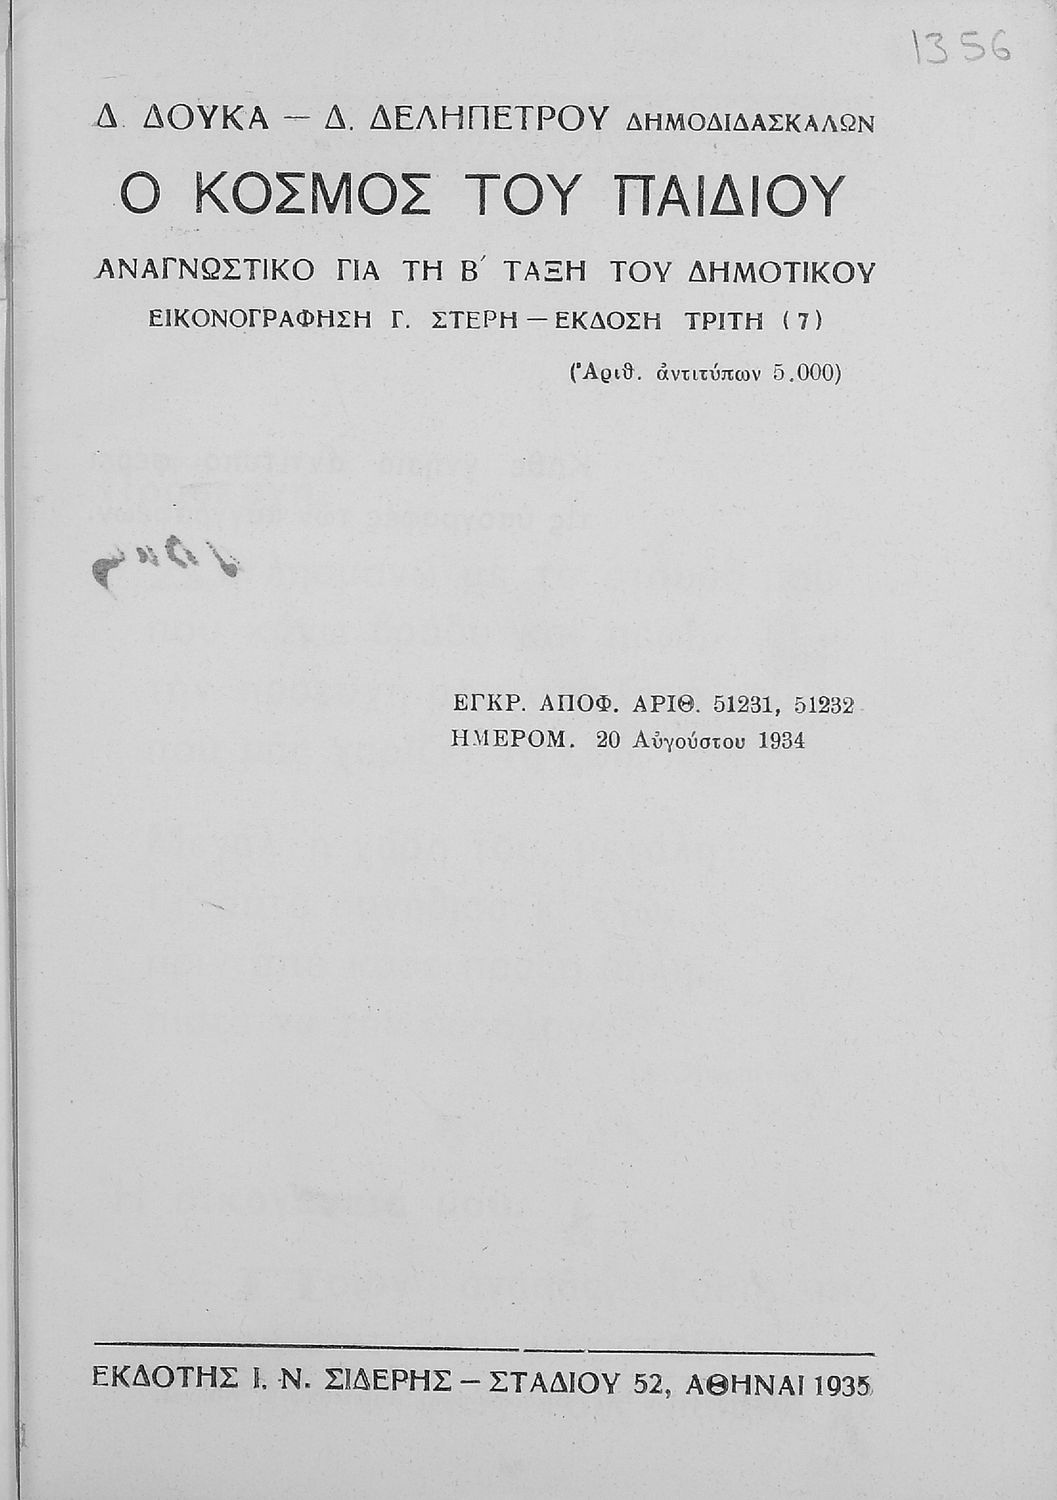 1356
Δ. ΔΟΥΚΑ — Δ. ΔΕΛΗΠΕΤΡΟΥ ΔΗΜΟΔΙΔΑΣΚΑΛΩΝ
Ο ΚΟΣΜΟΣ ΤΟΥ ΠΑΙΔΙΟΥ
ΑΝΑΓΝΩΣΤΙΚΟ ΓΙΑ ΤΗ Β΄ ΤΑΞΗ ΤΟΥ ΔΗΜΟΤΙΚΟΥ
ΕΙΚΟΝΟΓΡΑΦΗΣΗ Γ. ΣΤΕΡΗ — ΕΚΔΟΣΗ ΤΡΙΤΗ (7)
(Ἀριθ. ἀντιτύπων 5.000)
ΕΓΚΡ. ΑΠΟΦ. ΑΡΙΘ. 51231, 51232
ΗΜΕΡΟΜ. 20 Αὐγούστου 1934
ΕΚΔΟΤΗΣ Ι. Ν. ΣΙΔΕΡΗΣ — ΣΤΑΔΙΟΥ 52, ΑΘΗΝΑΙ 1935